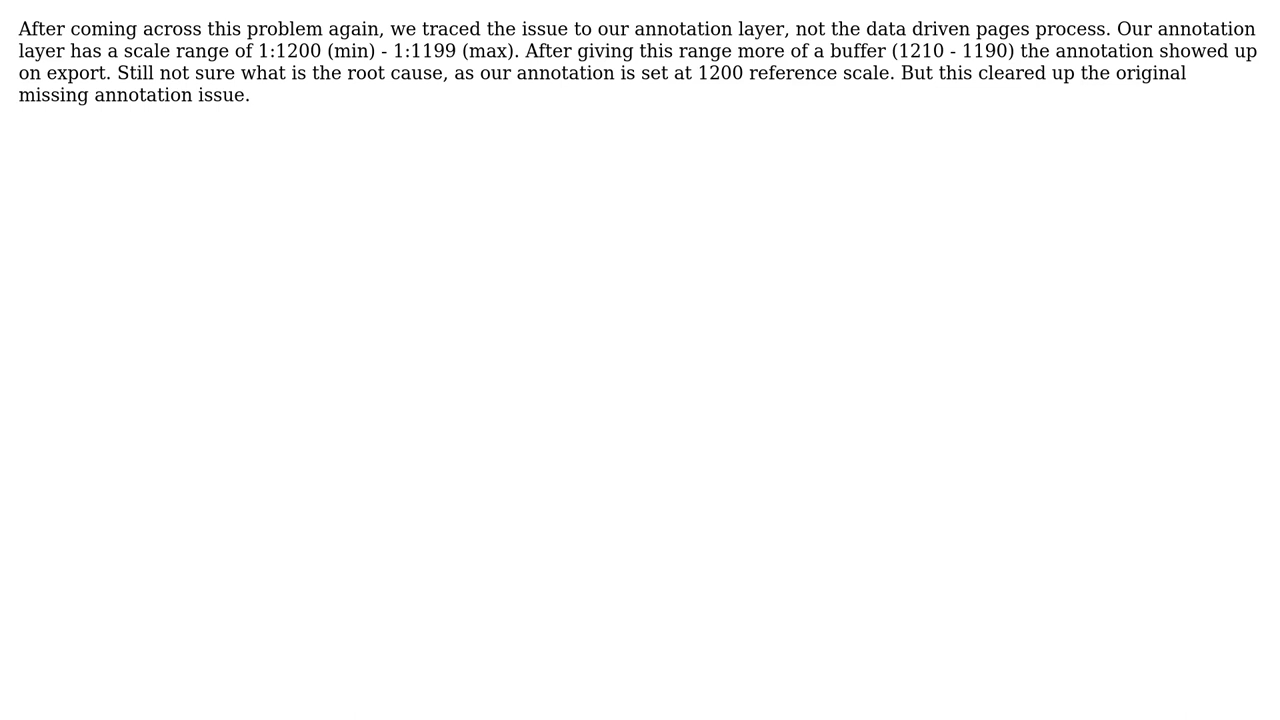 After coming across this problem again, we traced the issue to our annotation layer, not the data driven pages process. Our annotation
layer has a scale range of 1:1200 (min) - 1:1199 (max). After giving this range more of a buffer (1210 - 1190) the annotation showed up
on export. Still not sure what is the root cause, as our annotation is set at 1200 reference scale. But this cleared up the original
missing annotation issue.